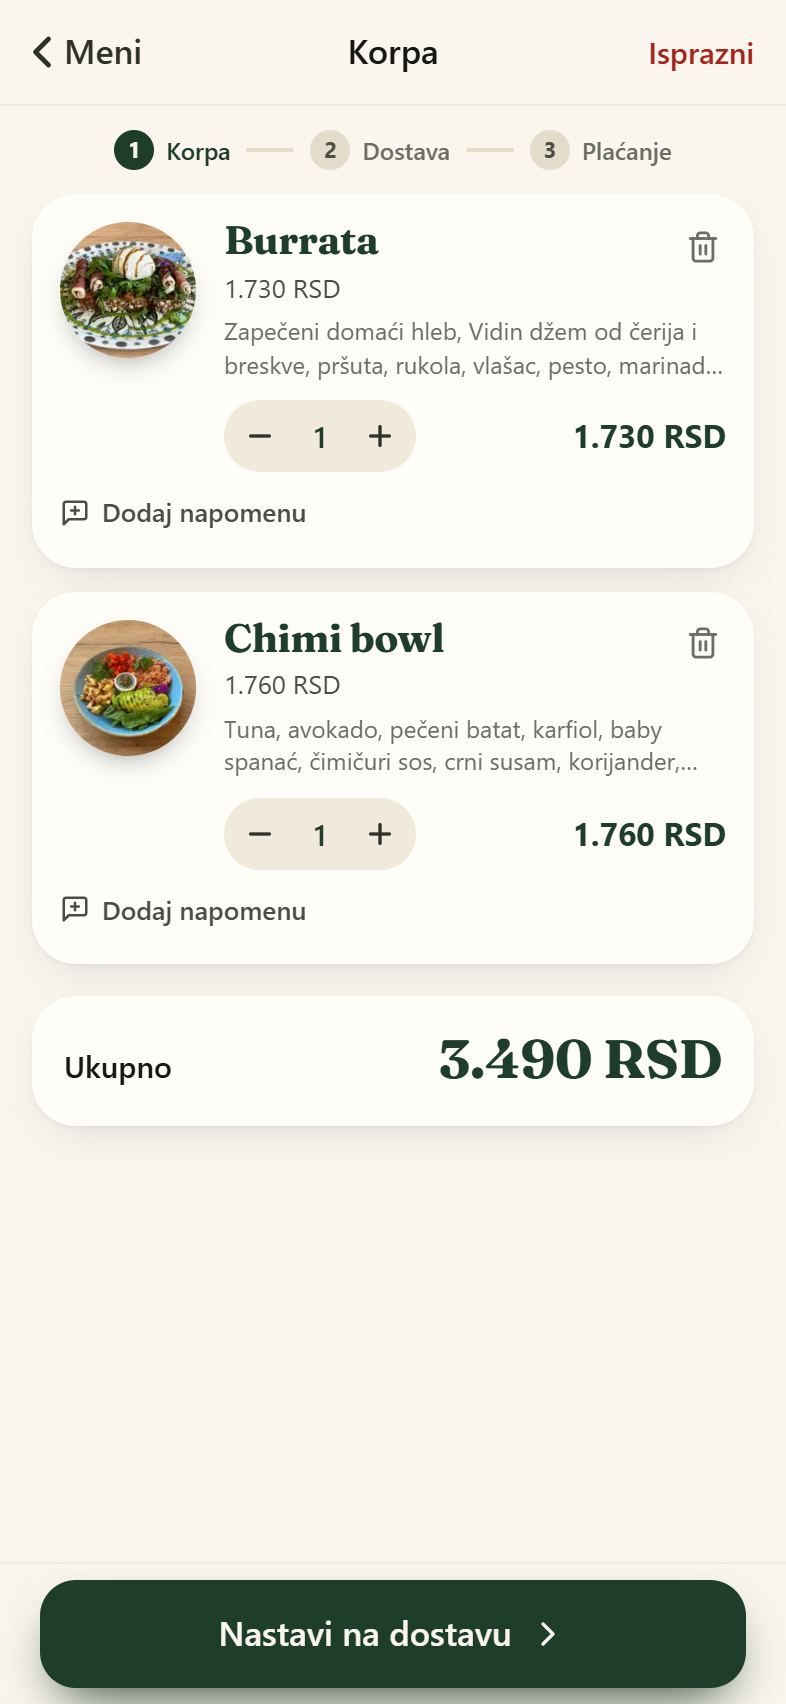 Meni
Korpa
Isprazni
1 Korpa
2 Dostava
3 Plaćanje
Burrata
1.730 RSD
Zapečeni domaći hleb, Vidin džem od čerija i
breskve, pršuta, rukola, vlašac, pesto, marinad...
1
1.730 RSD
Dodaj napomenu
Chimi bowl
1.760 RSD
Tuna, avokado, pečeni batat, karfiol, baby
spanać, čimičuri sos, crni susam, korijander,...
1
1.760 RSD
Dodaj napomenu
Ukupno
3.490 RSD
Nastavi na dostavu